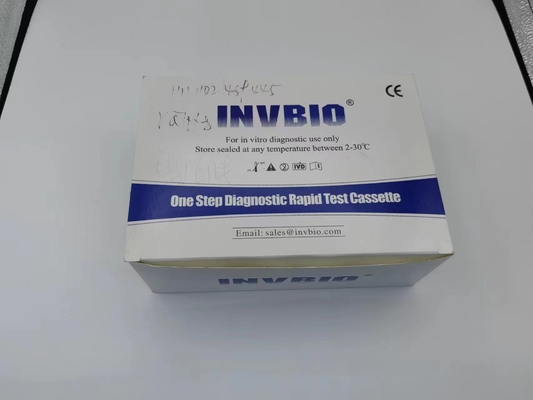 INVBIO®
CE
For in vitro diagnostic use only
Store sealed at any temperature between 2-30℃
IVD
One Step Diagnostic Rapid Test Cassette
Email: sales@invbio.com
INVBIO®